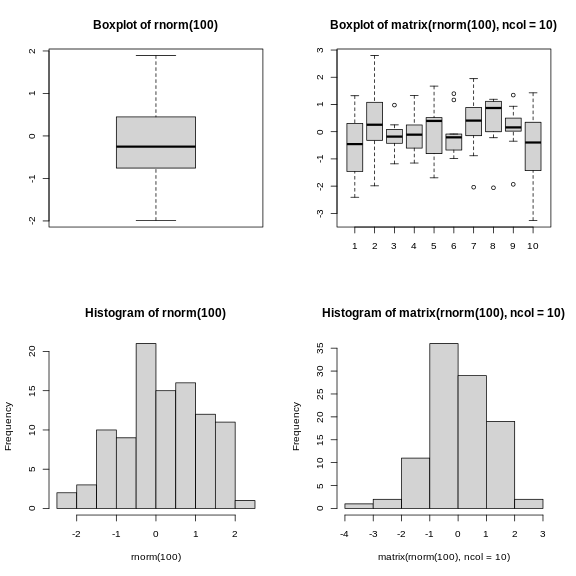 Boxplot of rnorm(100)
Boxplot of matrix(rnorm(100), ncol = 10)
2
1
0
-1
-2
3
2
1
0
-1
-2
-3
1 2 3 4 5 6 7 8 9 10
Histogram of rnorm(100)
Histogram of matrix(rnorm(100), ncol = 10)
Frequency
20
15
10
5
0
-2 -1 0 1 2
rnorm(100)
Frequency
35
30
25
20
15
10
5
0
-4 -3 -2 -1 0 1 2 3
matrix(rnorm(100), ncol = 10)